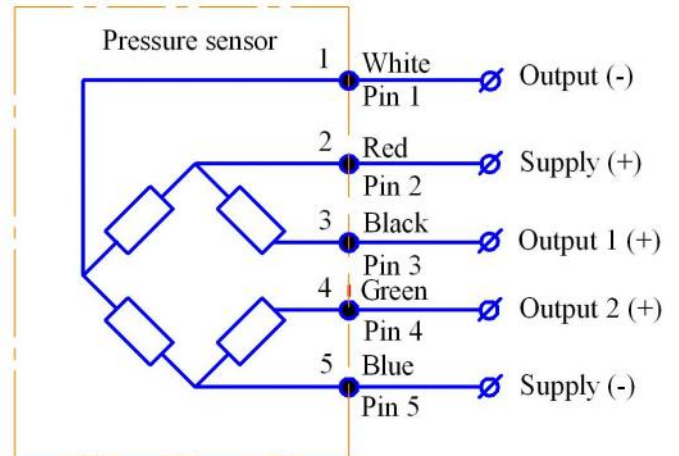 Pressure sensor
1 White Output (-)
Pin 1
2 Red Supply (+)
Pin 2
3 Black Output 1 (+)
Pin 3
4 Green Output 2 (+)
Pin 4
5 Blue Supply (-)
Pin 5